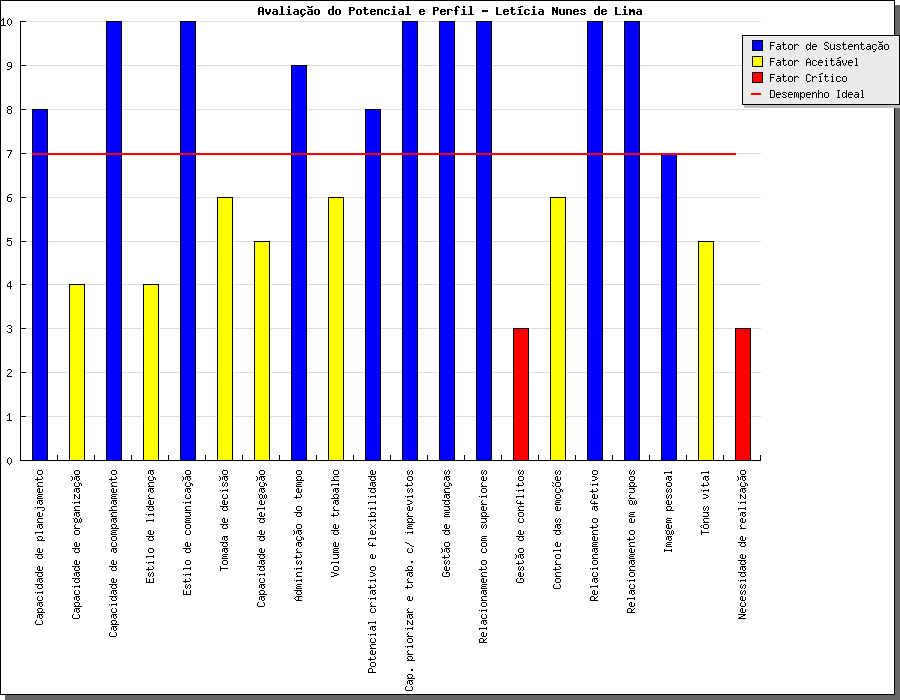 Avaliação do Potencial e Perfil - Letícia Nunes de Lima
Fator de Sustentação
Fator Aceitável
Fator Crítico
Desempenho Ideal
10
9
8
7
6
5
4
3
2
1
0
Capacidade de planejamento
Capacidade de organização
Capacidade de acompanhamento
Estilo de liderança
Estilo de comunicação
Tomada de decisão
Capacidade de delegação
Administração do tempo
Volume de trabalho
Potencial criativo e flexibilidade
Cap. priorizar e trab. c/ imprevistos
Gestão de mudanças
Relacionamento com superiores
Gestão de conflitos
Controle das emoções
Relacionamento afetivo
Relacionamento em grupos
Imagem pessoal
Tônus vital
Necessidade de realização